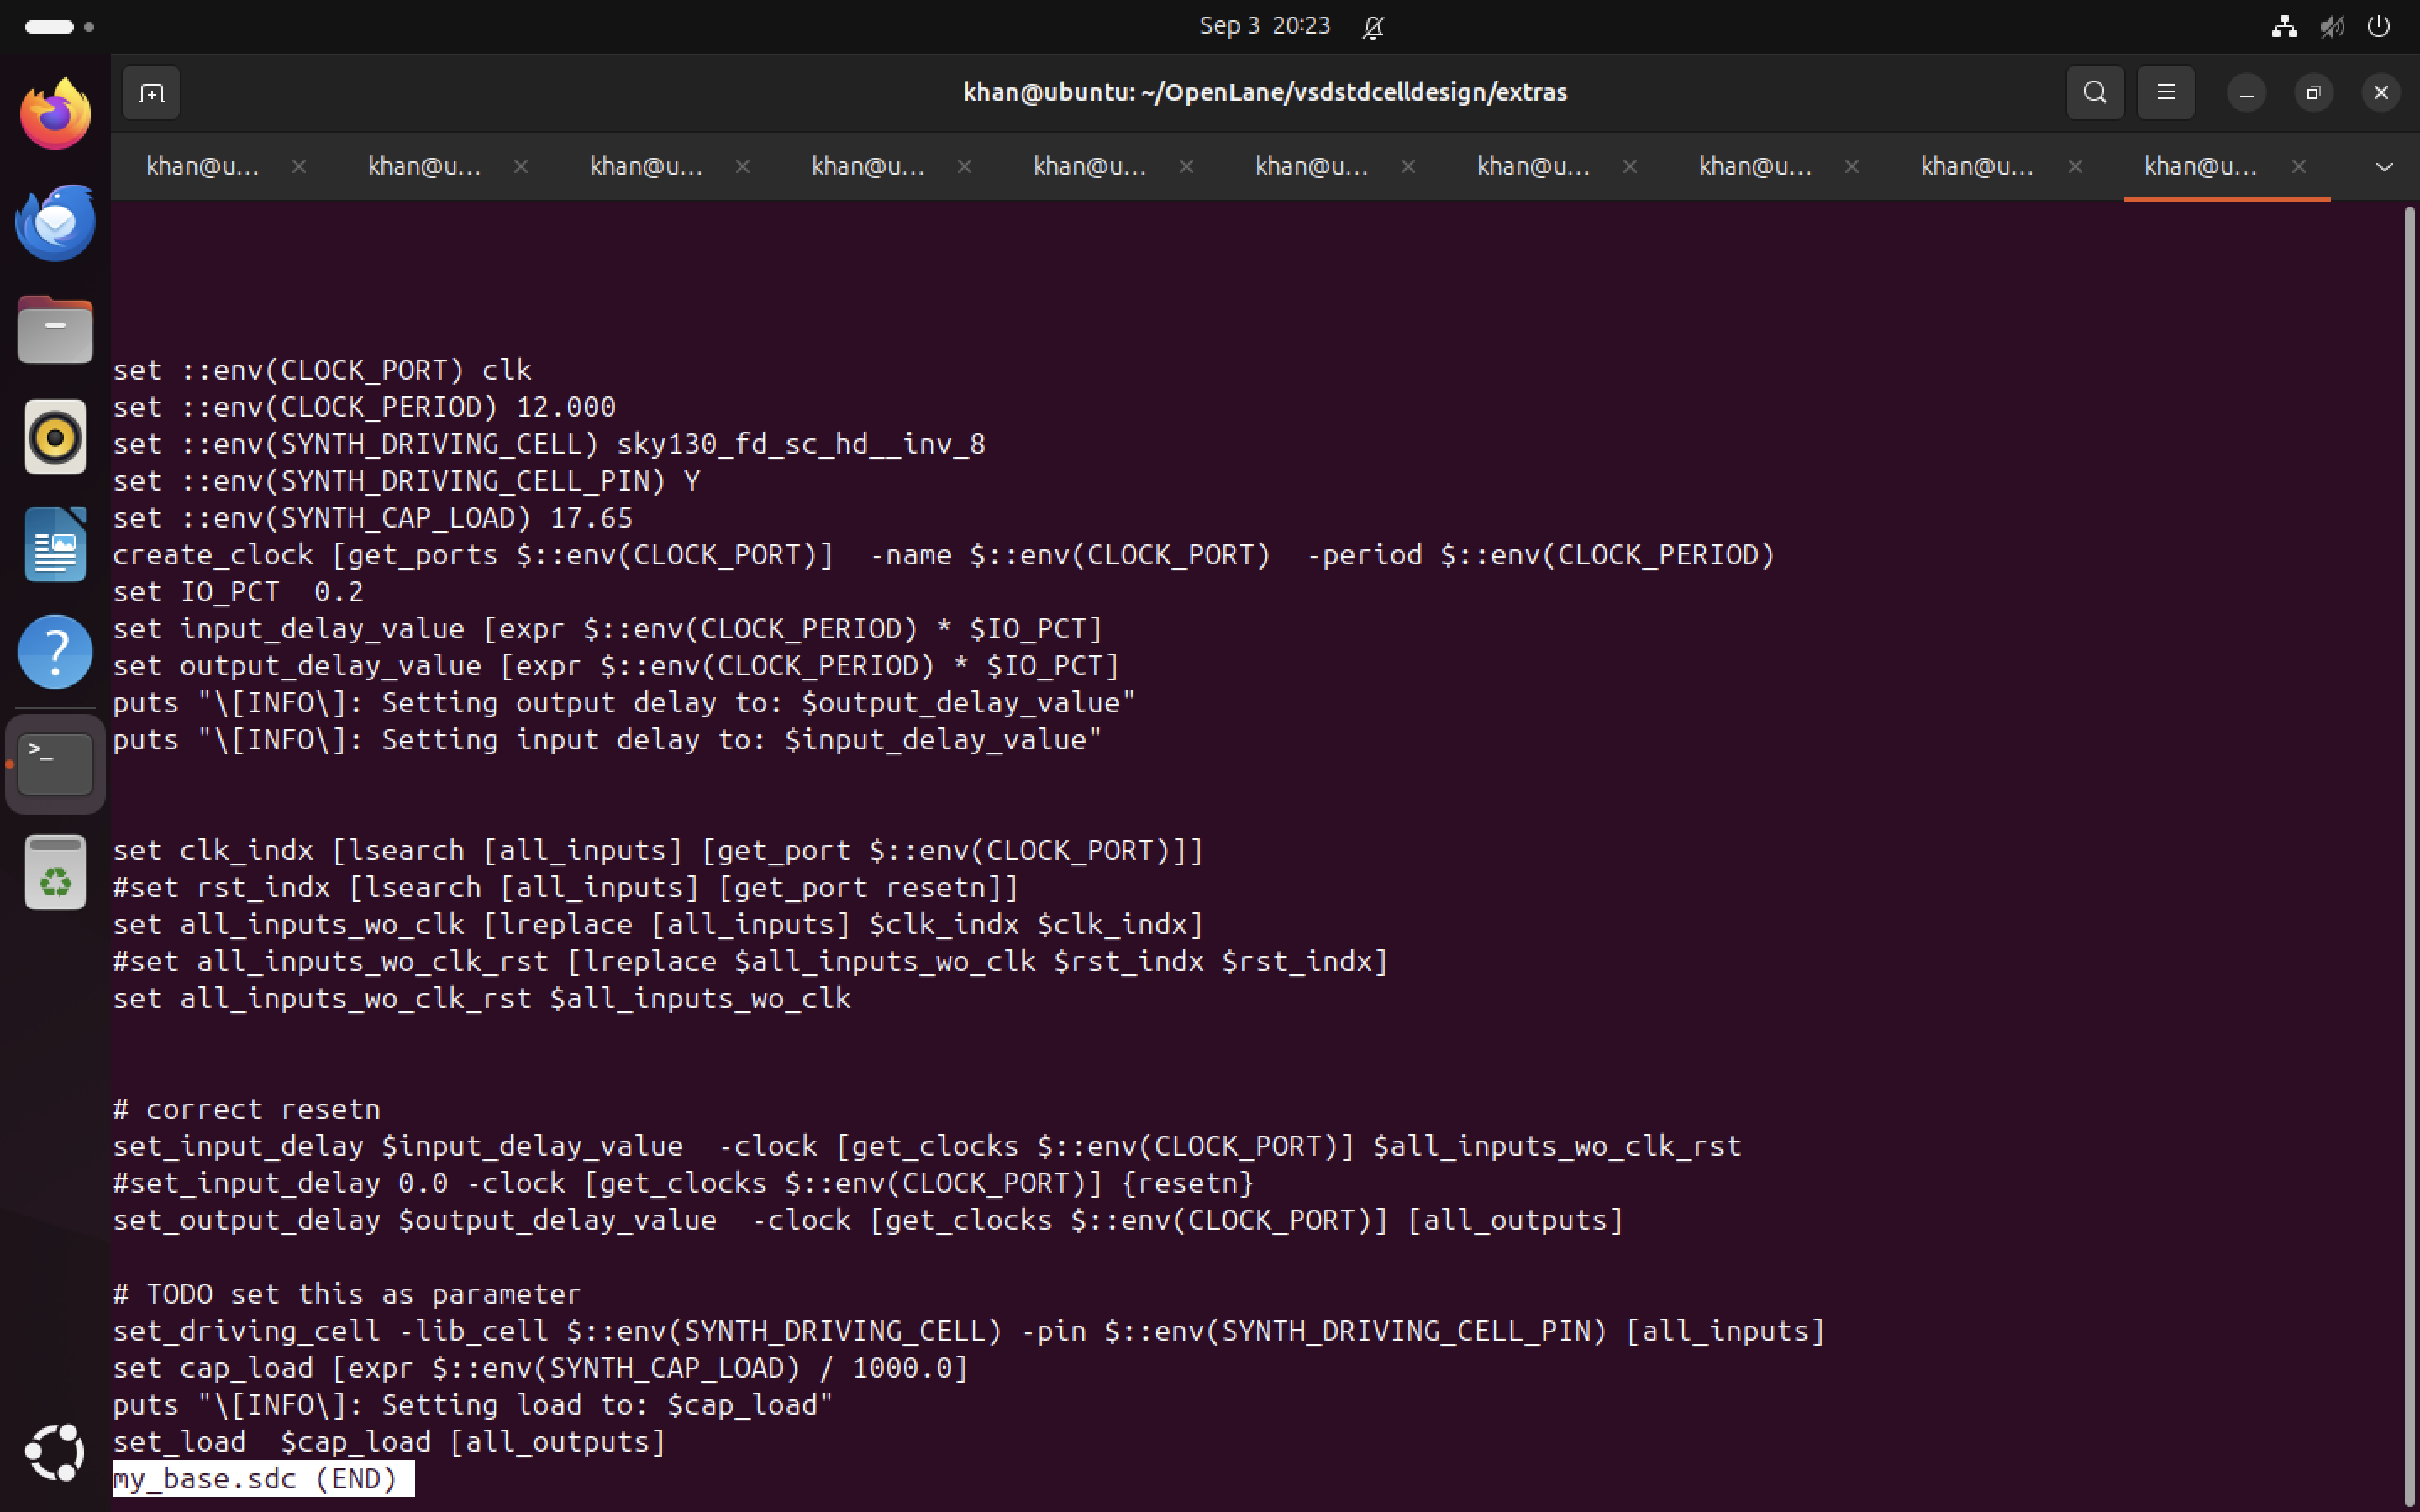 Sep 3 20:23
khan@ubuntu: ~/OpenLane/vsdstdcelldesign/extras
khan@u... khan@u... khan@u... khan@u... khan@u... khan@u... khan@u... khan@u... khan@u... khan@u...
set ::env(CLOCK_PORT) clk
set ::env(CLOCK_PERIOD) 12.000
set ::env(SYNTH_DRIVING_CELL) sky130_fd_sc_hd__inv_8
set ::env(SYNTH_DRIVING_CELL_PIN) Y
set ::env(SYNTH_CAP_LOAD) 17.65
create_clock [get_ports $::env(CLOCK_PORT)]  -name $::env(CLOCK_PORT)  -period $::env(CLOCK_PERIOD)
set IO_PCT  0.2
set input_delay_value [expr $::env(CLOCK_PERIOD) * $IO_PCT]
set output_delay_value [expr $::env(CLOCK_PERIOD) * $IO_PCT]
puts "\[INFO\]: Setting output delay to: $output_delay_value"
puts "\[INFO\]: Setting input delay to: $input_delay_value"
set clk_indx [lsearch [all_inputs] [get_port $::env(CLOCK_PORT)]]
#set rst_indx [lsearch [all_inputs] [get_port resetn]]
set all_inputs_wo_clk [lreplace [all_inputs] $clk_indx $clk_indx]
#set all_inputs_wo_clk_rst [lreplace $all_inputs_wo_clk $rst_indx $rst_indx]
set all_inputs_wo_clk_rst $all_inputs_wo_clk
# correct resetn
set_input_delay $input_delay_value  -clock [get_clocks $::env(CLOCK_PORT)] $all_inputs_wo_clk_rst
#set_input_delay 0.0 -clock [get_clocks $::env(CLOCK_PORT)] {resetn}
set_output_delay $output_delay_value  -clock [get_clocks $::env(CLOCK_PORT)] [all_outputs]
# TODO set this as parameter
set_driving_cell -lib_cell $::env(SYNTH_DRIVING_CELL) -pin $::env(SYNTH_DRIVING_CELL_PIN) [all_inputs]
set cap_load [expr $::env(SYNTH_CAP_LOAD) / 1000.0]
puts "\[INFO\]: Setting load to: $cap_load"
set_load  $cap_load [all_outputs]
my_base.sdc (END)